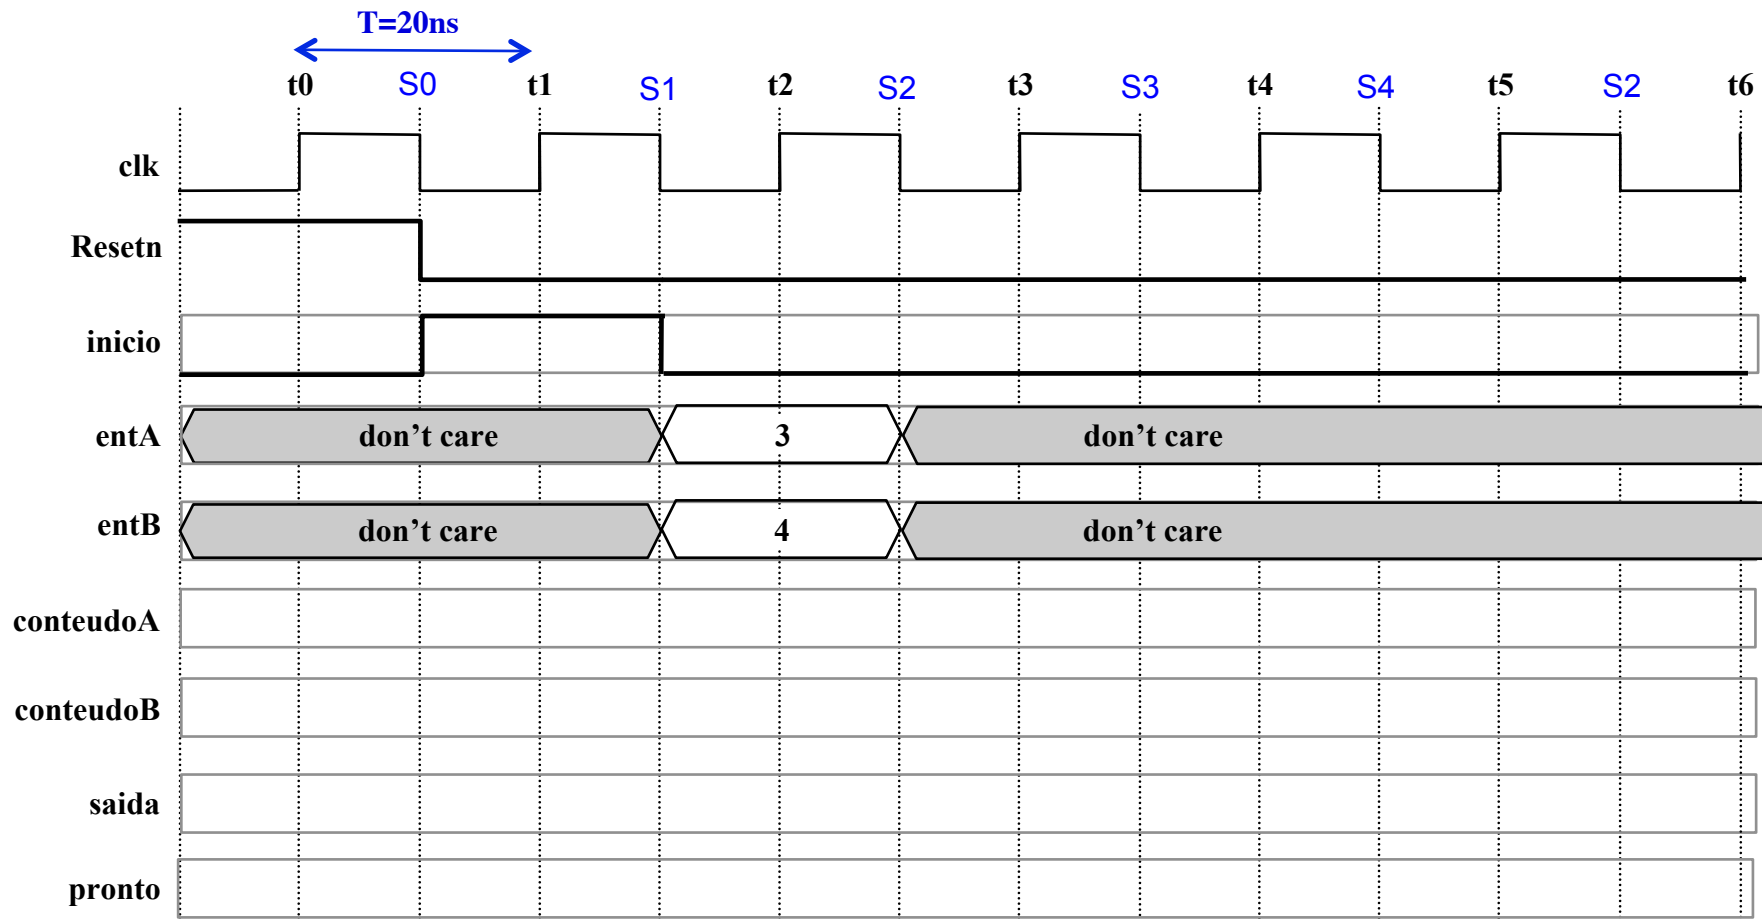 T=20ns
t0 S0 t1 S1 t2 S2 t3 S3 t4 S4 t5 S2 t6
clk
Resetn
inicio
entA don't care 3 don't care
entB don't care 4 don't care
conteudoA
conteudoB
saida
pronto